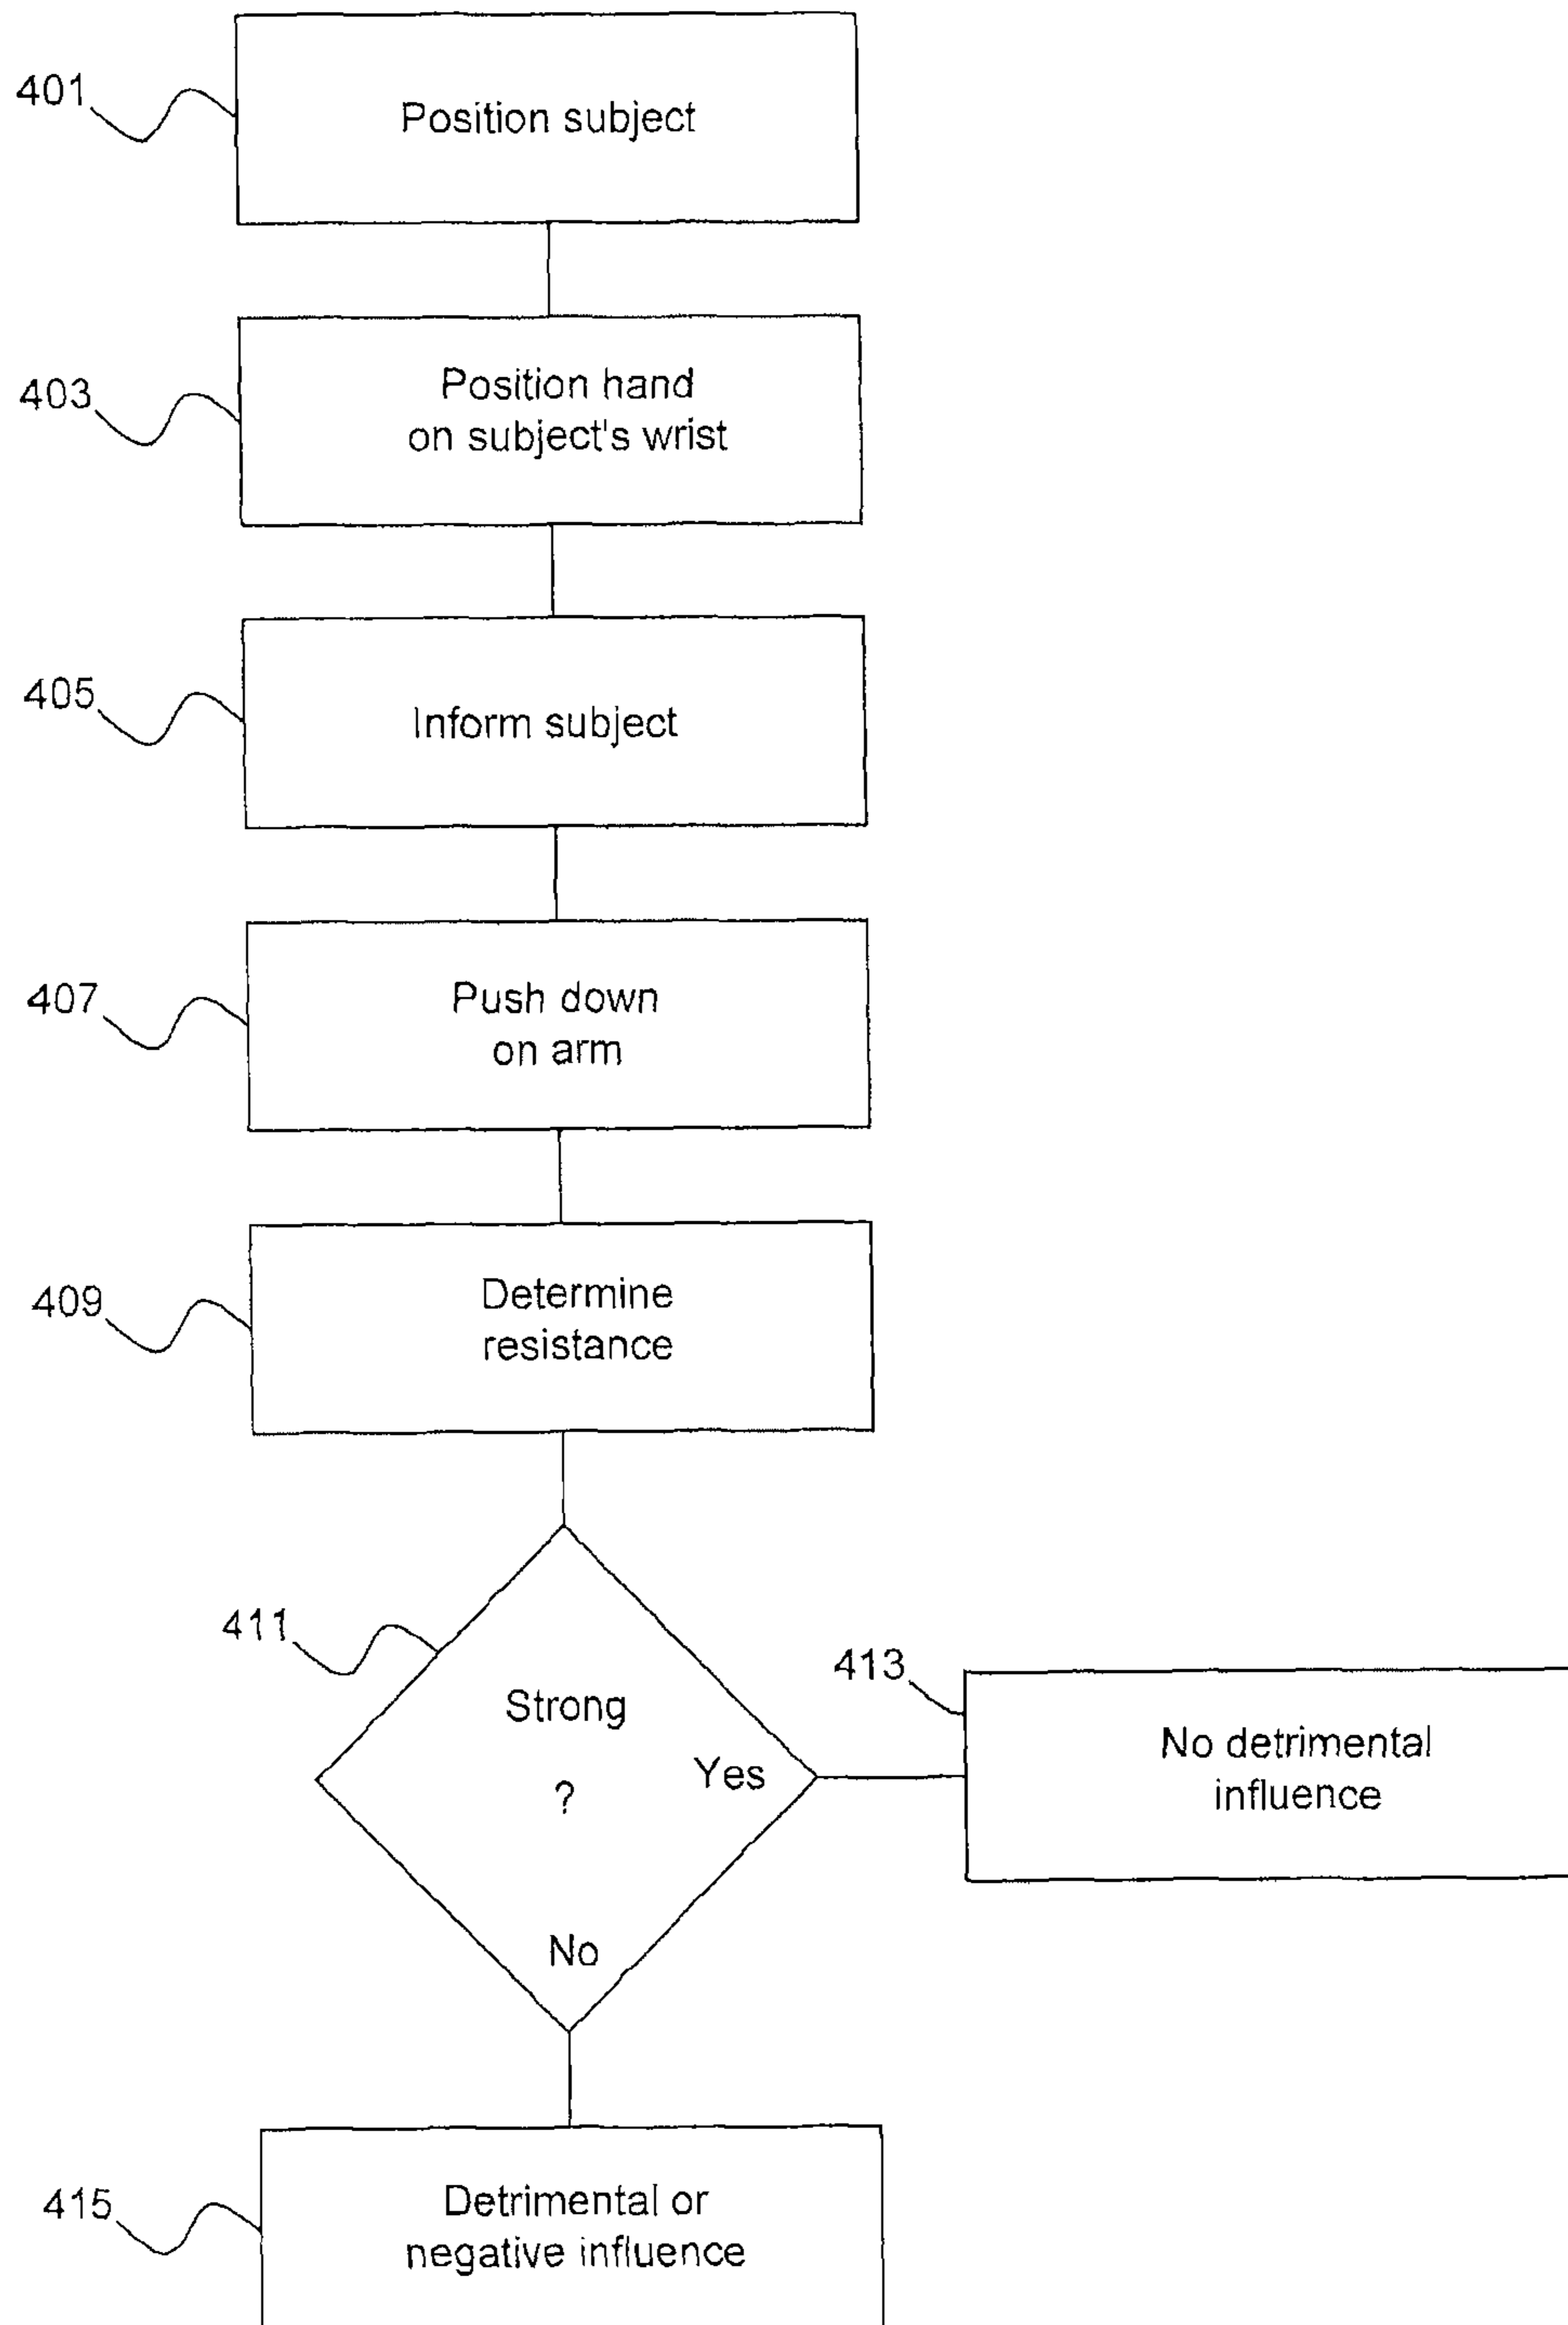 401
Position subject
403
Position hand
on subject's wrist
405
Inform subject
407
Push down
on arm
409
Determine
resistance
411
Strong
?
Yes
No
413
No detrimental
influence
415
Detrimental or
negative influence